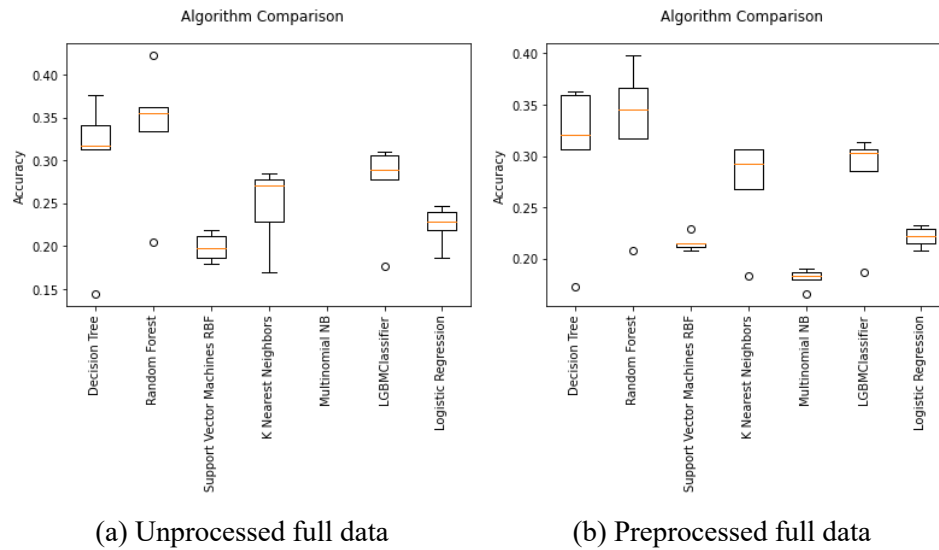 Algorithm Comparison
Accuracy
0.40
0.35
0.30
0.25
0.20
0.15
Decision Tree
Random Forest
Support Vector Machines RBF
K Nearest Neighbors
Multinomial NB
LGBMClassifier
Logistic Regression
(a) Unprocessed full data
Algorithm Comparison
Accuracy
0.40
0.35
0.30
0.25
0.20
Decision Tree
Random Forest
Support Vector Machines RBF
K Nearest Neighbors
Multinomial NB
LGBMClassifier
Logistic Regression
(b) Preprocessed full data